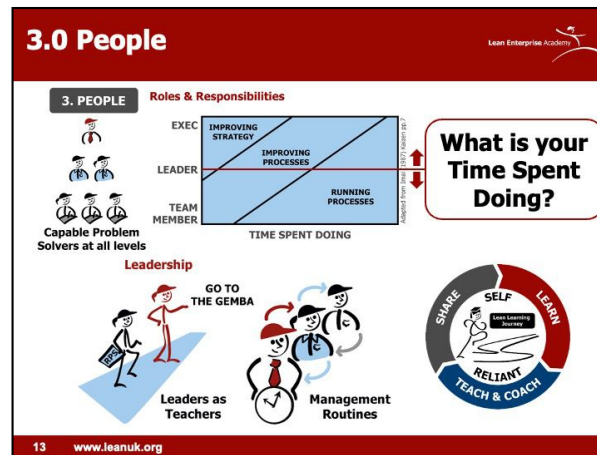 3.0 People
Lean Enterprise Academy
3. PEOPLE
Roles & Responsibilities
EXEC
LEADER
TEAM
MEMBER
IMPROVING
STRATEGY
IMPROVING
PROCESSES
RUNNING
PROCESSES
TIME SPENT DOING
Adapted from Imai (1987) Kaizen pp.7
What is your
Time Spent
Doing?
Capable Problem
Solvers at all levels
Leadership
GO TO
THE GEMBA
RPS
Leaders as
Teachers
C
C
Management
Routines
SHARE
LEARN
TEACH & COACH
SELF
Lean Learning
Journey
RELIANT
13 www.leanuk.org